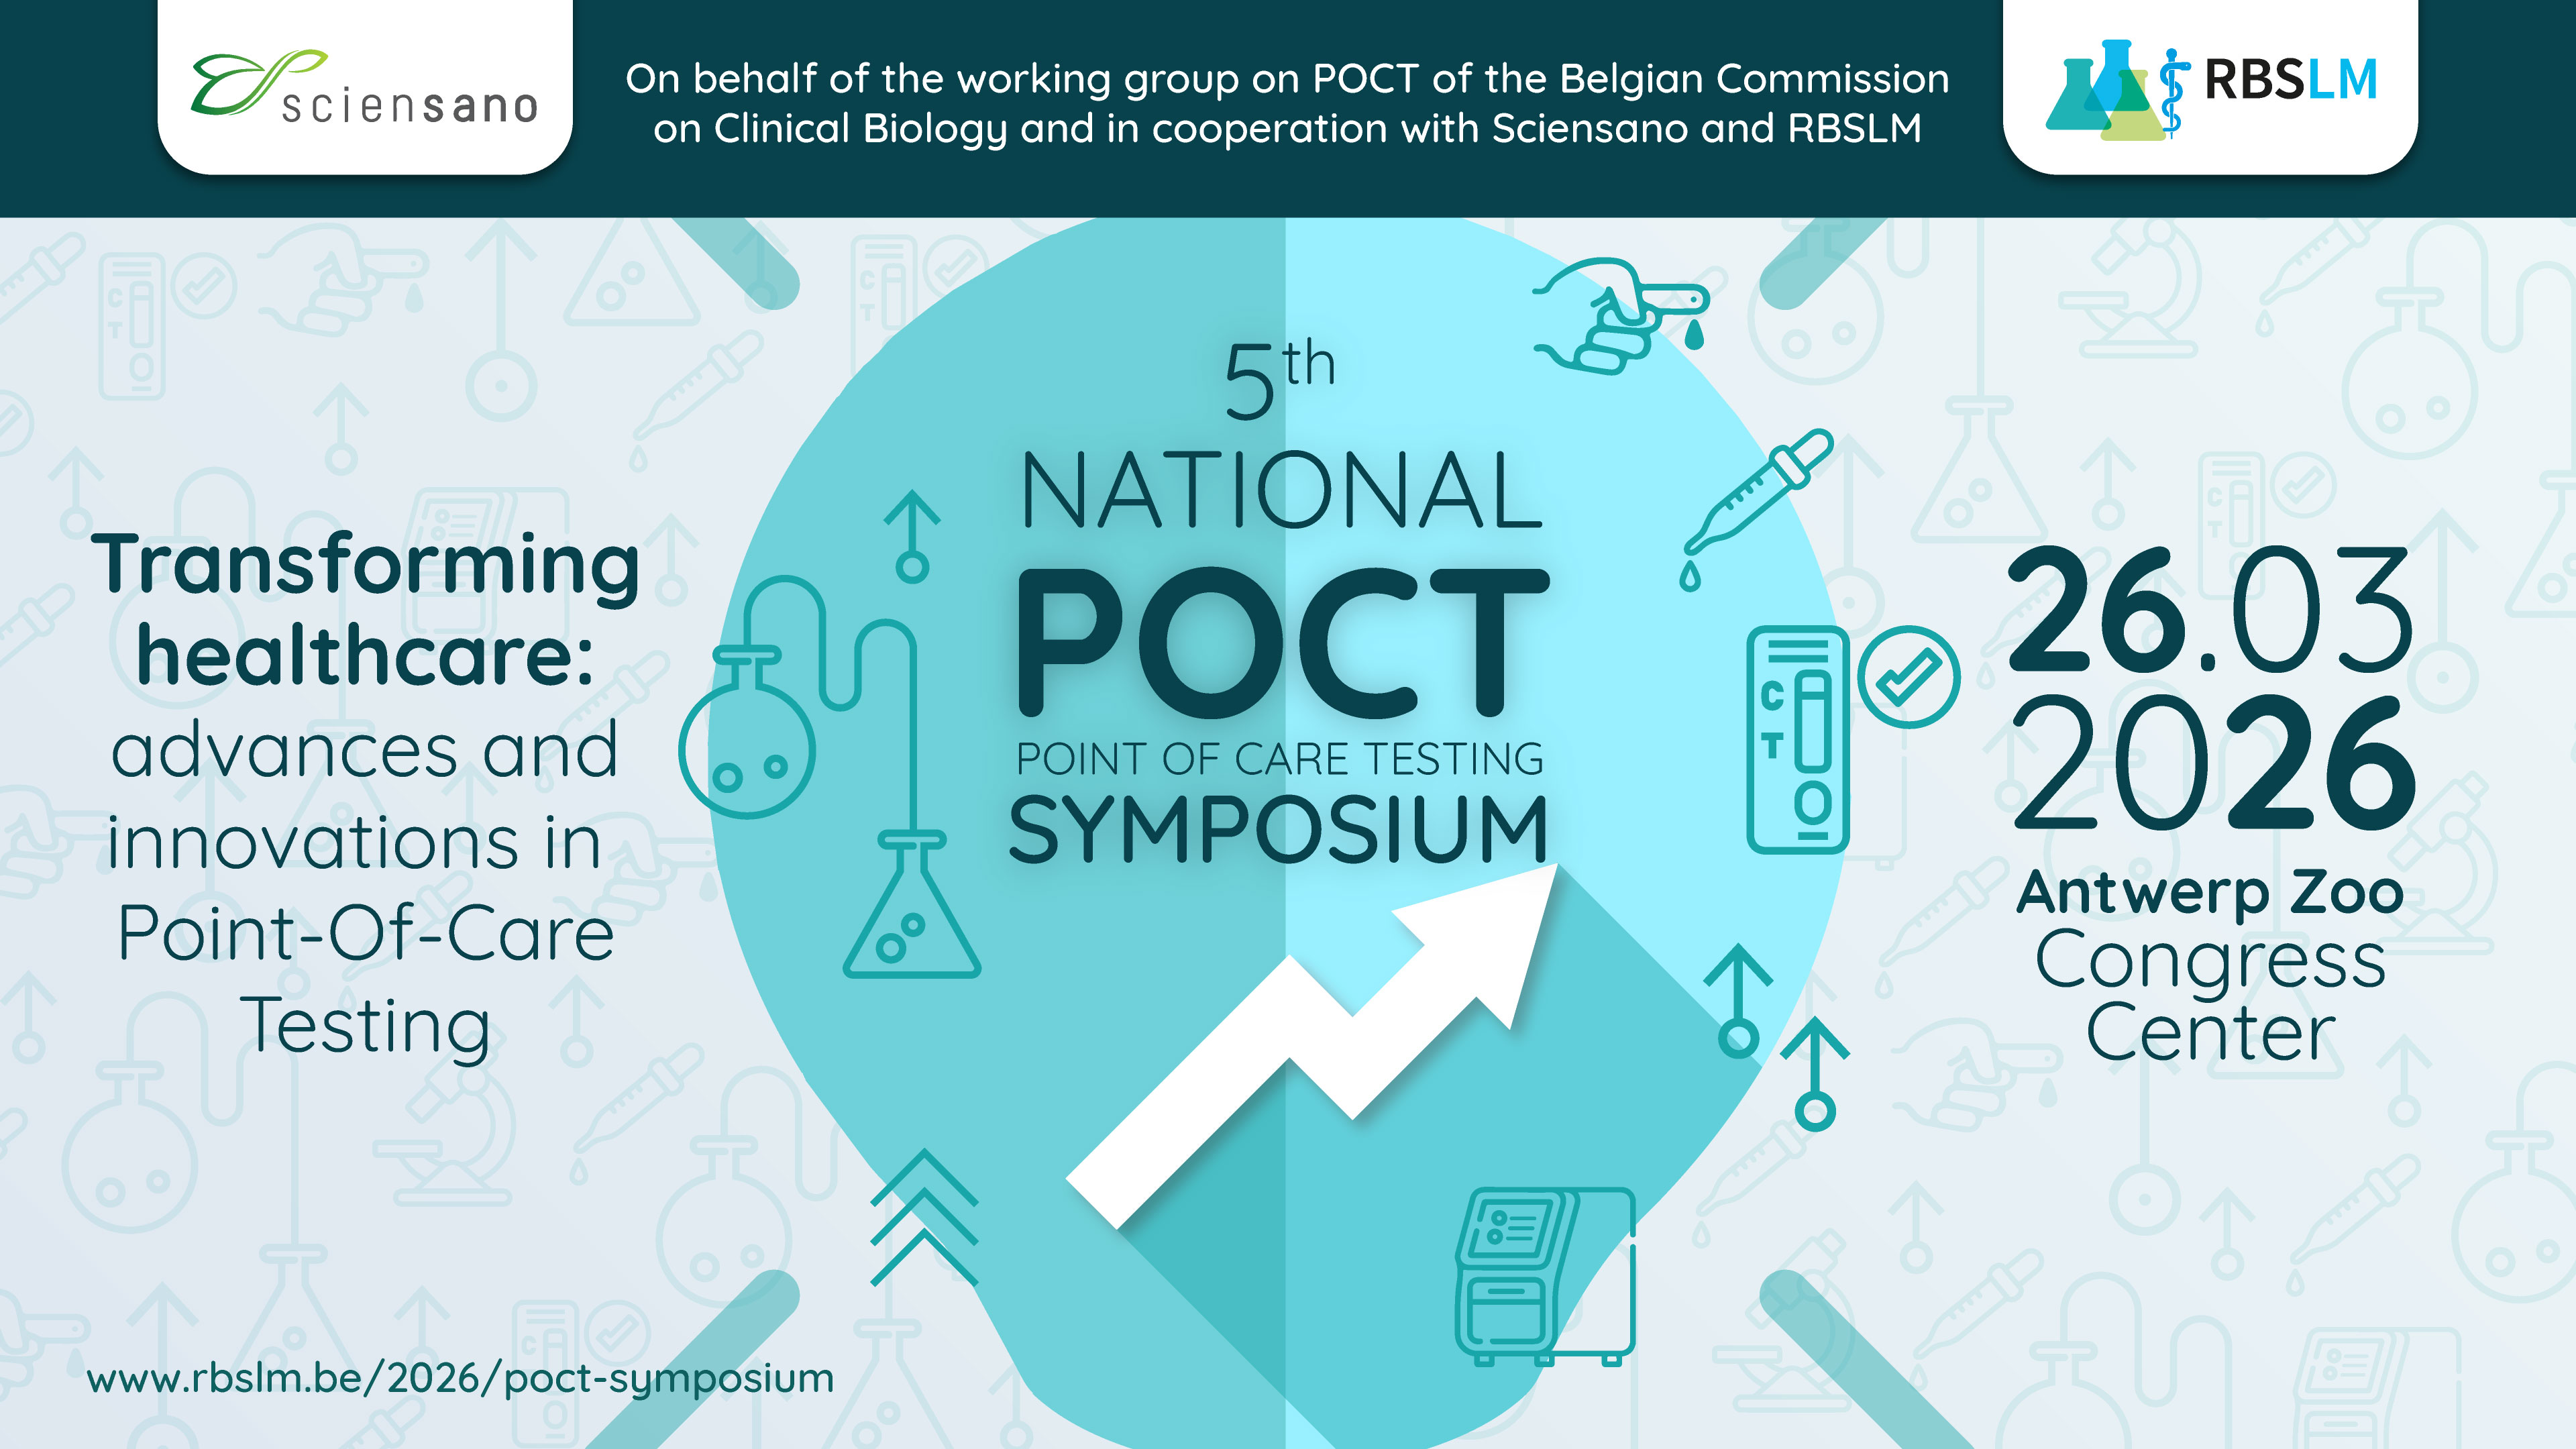 sciensano
On behalf of the working group on POCT of the Belgian Commission
on Clinical Biology and in cooperation with Sciensano and RBSLM
RBSLM
Transforming
healthcare:
advances and
innovations in
Point-Of-Care
Testing
5th
NATIONAL
POCT
POINT OF CARE TESTING
SYMPOSIUM
C
T
26.03
2026
Antwerp Zoo
Congress
Center
www.rbslm.be/2026/poct-symposium